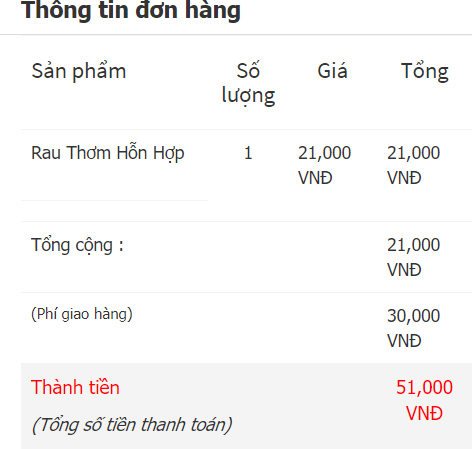 Thông tin đơn hàng
Sản phẩm Số lượng Giá Tổng
Rau Thơm Hỗn Hợp 1 21,000 VNĐ 21,000 VNĐ
Tổng cộng : 21,000 VNĐ
(Phí giao hàng) 30,000 VNĐ
Thành tiền 51,000 VNĐ
(Tổng số tiền thanh toán)